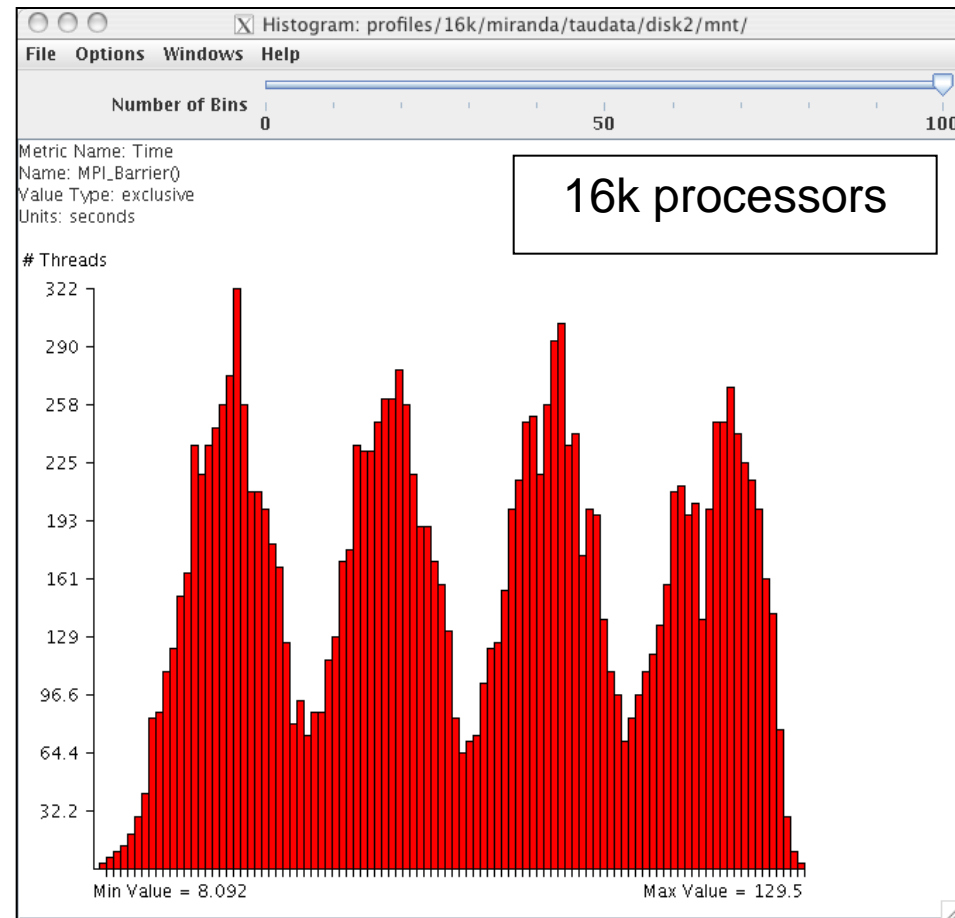 Histogram: profiles/16k/miranda/taudata/disk2/mnt/
File Options Windows Help
Number of Bins
0 50 100
Metric Name: Time
Name: MPI_Barrier()
Value Type: exclusive
Units: seconds
16k processors
# Threads
322
290
258
225
193
161
129
96.6
64.4
32.2
Min Value = 8.092 Max Value = 129.5